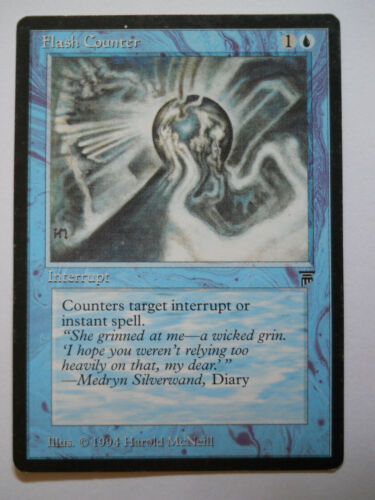 Flash Counter 1
HM
Interrupt
Counters target interrupt or
instant spell.
“She grinned at me—a wicked grin.
‘I hope you weren't relying too
heavily on that, my dear.’ ”
—Medryn Silverwand, Diary
Illus. © 1994 Harold McNeill